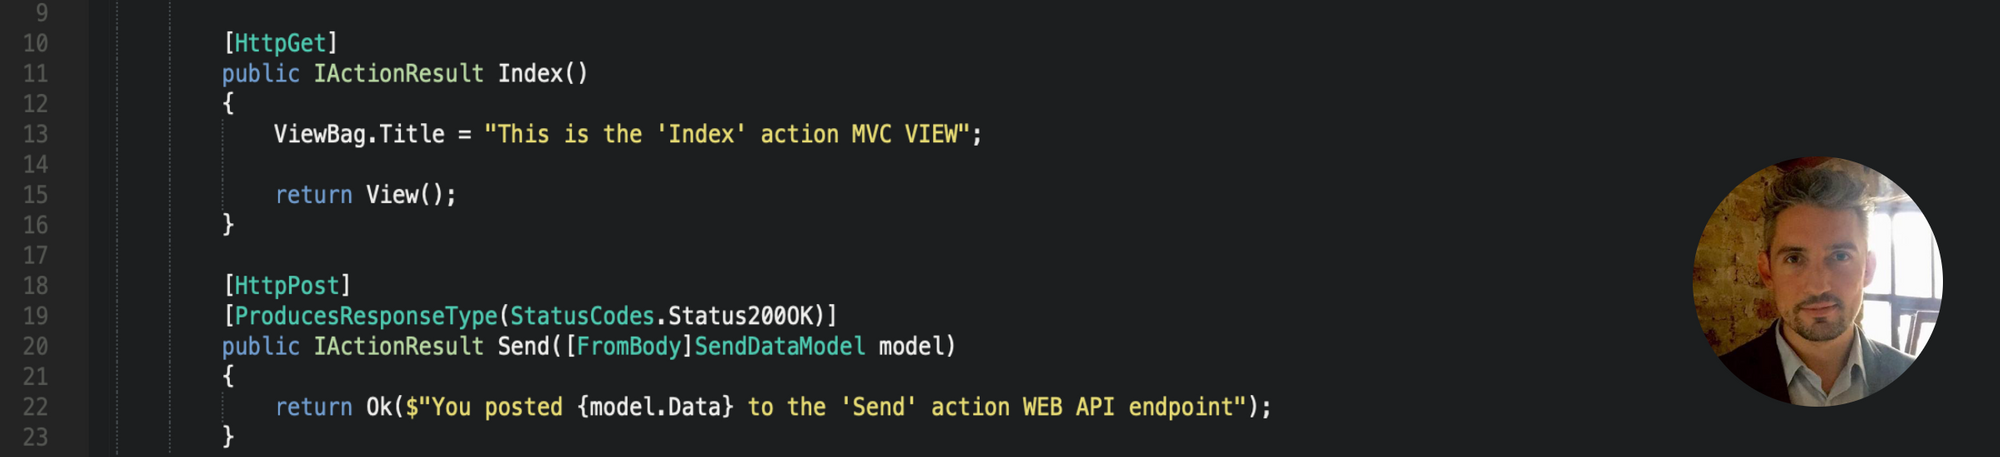 9
10 [HttpGet]
11 public IActionResult Index()
12 {
13 ViewBag.Title = "This is the 'Index' action MVC VIEW";
14
15 return View();
16 }
17
18 [HttpPost]
19 [ProducesResponseType(StatusCodes.Status200OK)]
20 public IActionResult Send([FromBody]SendDataModel model)
21 {
22 return Ok($"You posted {model.Data} to the 'Send' action WEB API endpoint");
23 }